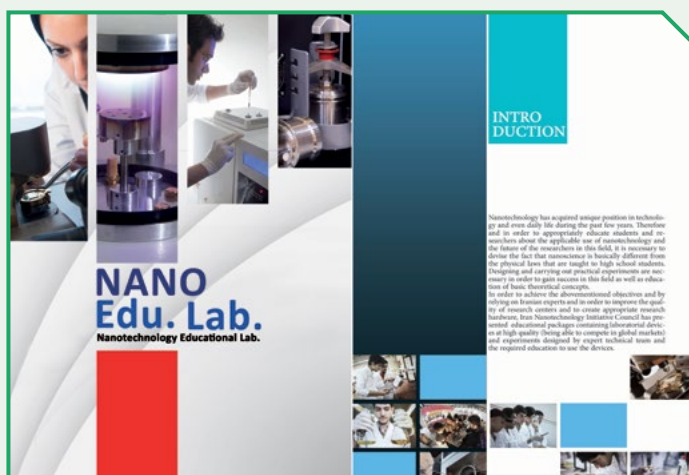 NANO
Edu. Lab.
Nanotechnology Educational Lab.
INTRO
DUCTION
Nanotechnology has acquired unique position in technolo-
gy and even daily life during the past few years. Therefore
and in order to appropriately educate students and re-
searchers about the applicable use of nanotechnology and
the future of the researchers in this field, it is necessary to
devise the fact that nanoscience is basically different from
the physical laws that are taught to high school students.
Designing and carrying out practical experiments are nec-
essary in order to gain success in this field as well as educa-
tion of basic theoretical concepts.
In order to achieve the abovementioned objectives and by
relying on Iranian experts and in order to improve the qual-
ity of research centers and to create appropriate research
hardware, Iran Nanotechnology Initiative Council has pre-
sented educational packages containing laboratorial devic-
es at high quality (being able to compete in global markets)
and experiments designed by expert technical team and
the required education to use the devices.